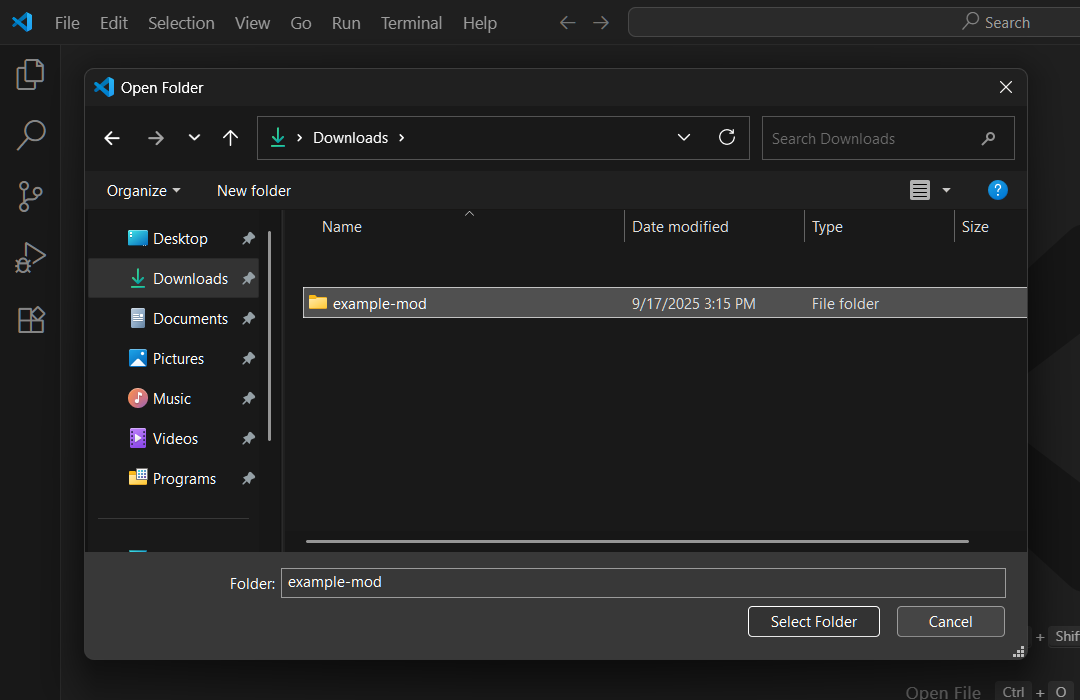 File Edit Selection View Go Run Terminal Help Search
Open Folder
Downloads Search Downloads
Organize New folder
Name Date modified Type Size
Desktop
Downloads
Documents
Pictures
Music
Videos
Programs
example-mod 9/17/2025 3:15 PM File folder
Folder: example-mod
Select Folder Cancel
+ Shif
Open File Ctrl + O